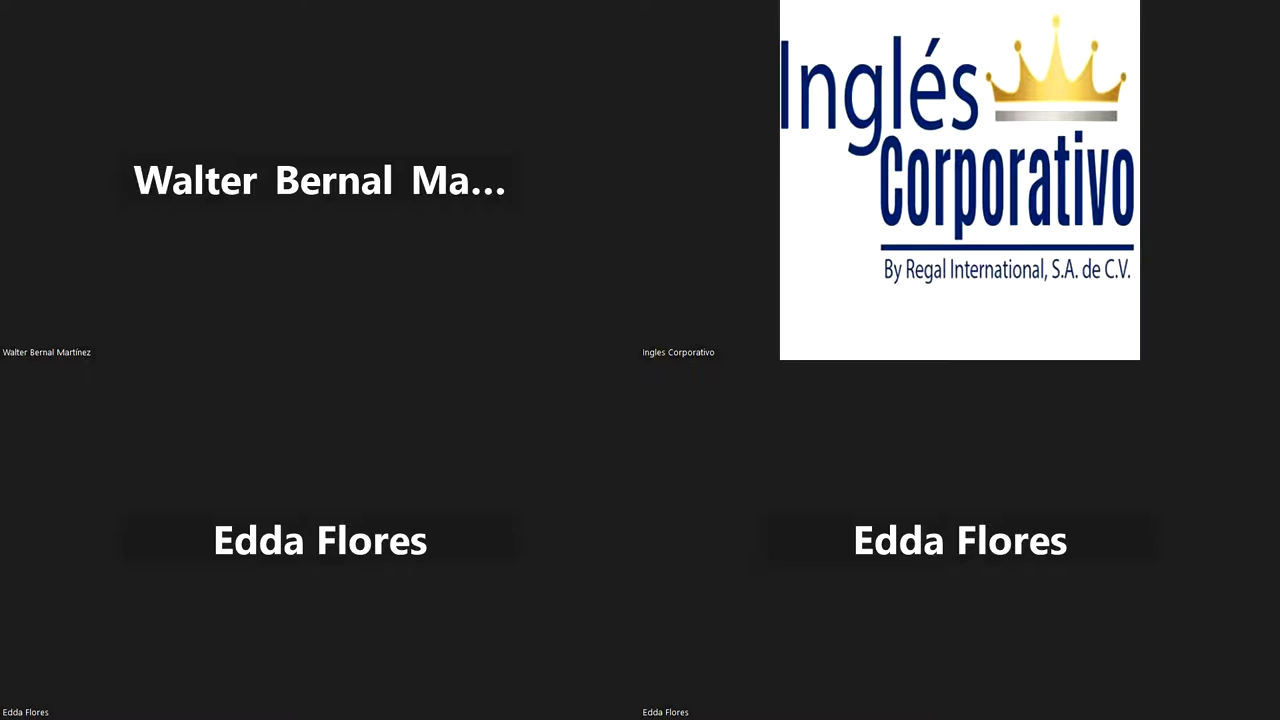 Walter Bernal Ma...
Walter Bernal Martínez
Inglés
Corporativo
By Regal International, S.A. de C.V.
Ingles Corporativo
Edda Flores
Edda Flores
Edda Flores
Edda Flores